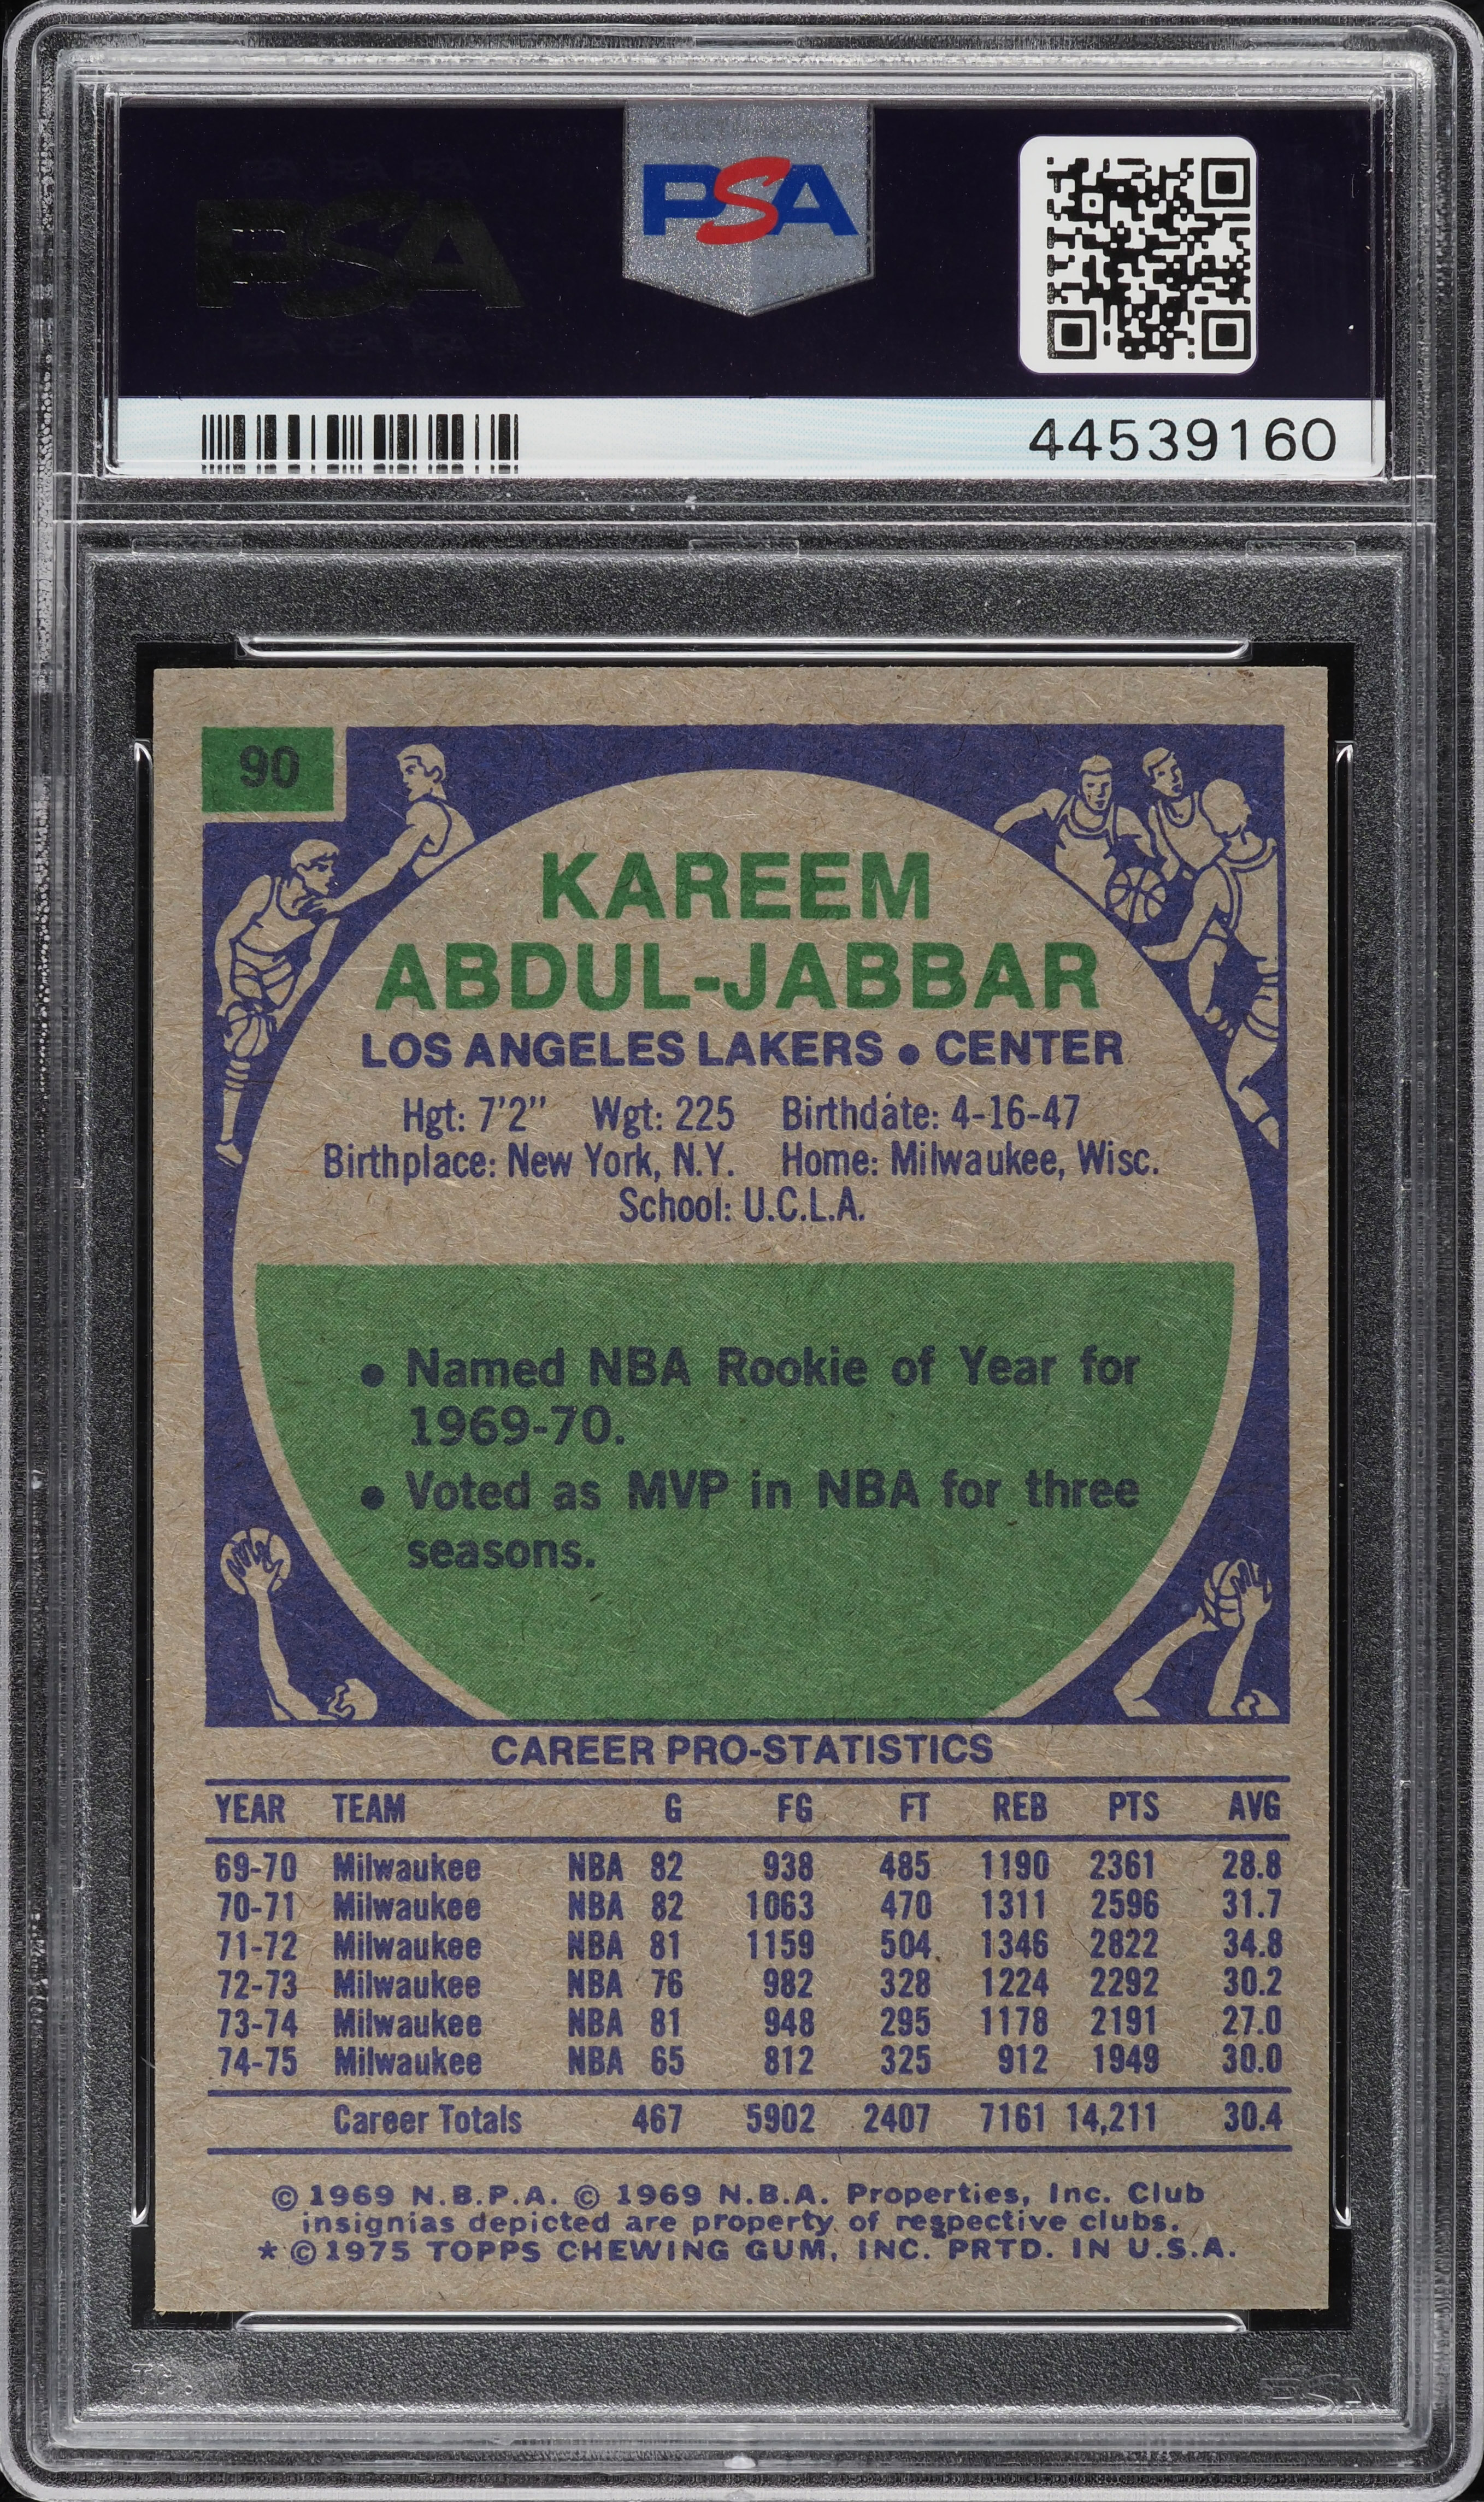 PSA
PSA
44539160
90
KAREEM
ABDUL-JABBAR
LOS ANGELES LAKERS • CENTER
Hgt: 7'2" Wgt: 225 Birthdate: 4-16-47
Birthplace: New York, N.Y. Home: Milwaukee, Wisc.
School: U.C.L.A.
• Named NBA Rookie of Year for
1969-70.
• Voted as MVP in NBA for three
seasons.
CAREER PRO-STATISTICS
YEAR TEAM G FG FT REB PTS AVG
69-70 Milwaukee NBA 82 938 485 1190 2361 28.8
70-71 Milwaukee NBA 82 1063 470 1311 2596 31.7
71-72 Milwaukee NBA 81 1159 504 1346 2822 34.8
72-73 Milwaukee NBA 76 982 328 1224 2292 30.2
73-74 Milwaukee NBA 81 948 295 1178 2191 27.0
74-75 Milwaukee NBA 65 812 325 912 1949 30.0
Career Totals 467 5902 2407 7161 14,211 30.4
© 1969 N.B.P.A. © 1969 N.B.A. Properties, Inc. Club
insignias depicted are property of respective clubs.
* © 1975 TOPPS CHEWING GUM, INC. PRTD. IN U.S.A.